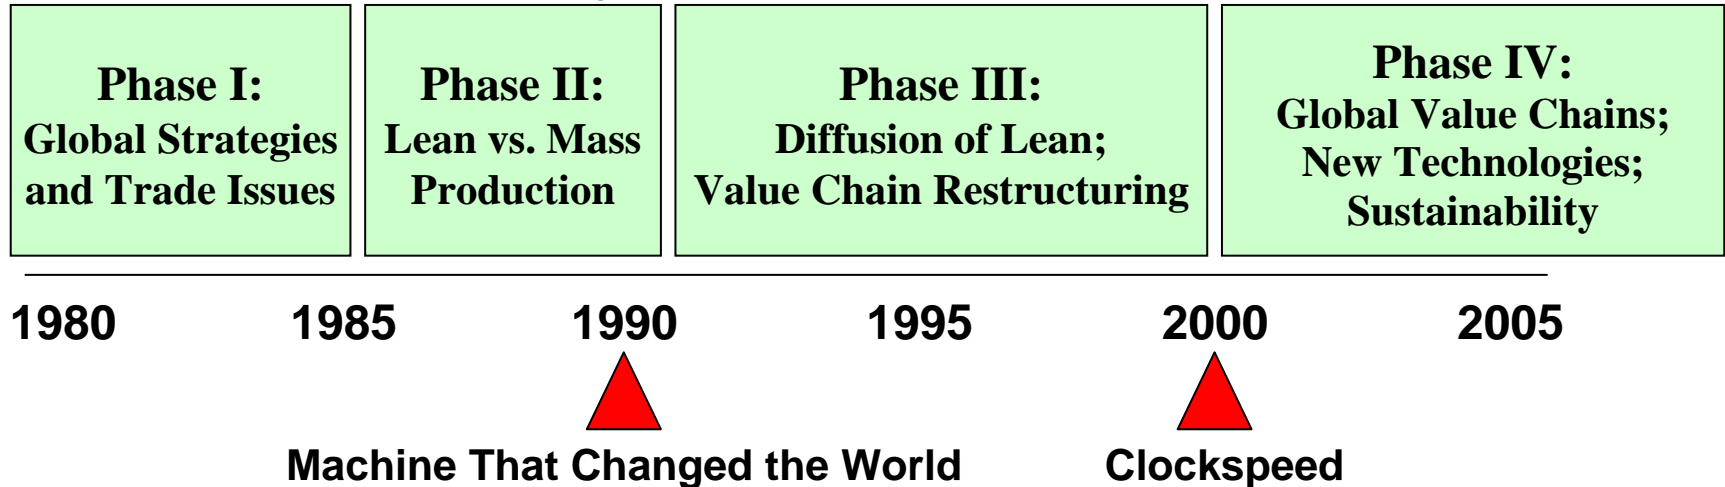 Phase I:
Global Strategies
and Trade Issues
Phase II:
Lean vs. Mass
Production
Phase III:
Diffusion of Lean;
Value Chain Restructuring
Phase IV:
Global Value Chains;
New Technologies;
Sustainability
1980 1985 1990 1995 2000 2005
Machine That Changed the World Clockspeed